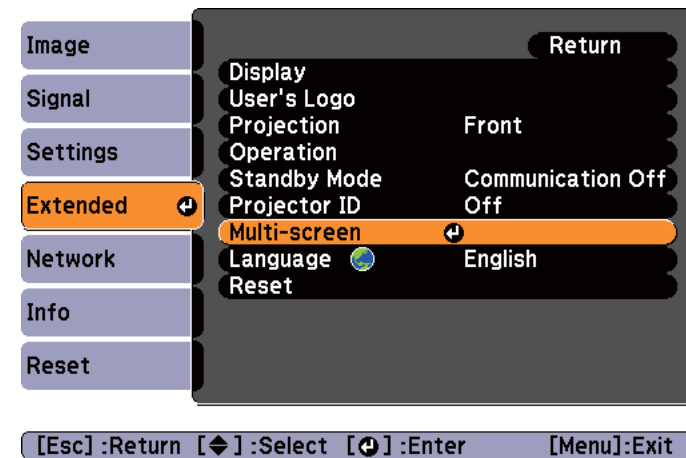 Image
Signal
Settings
Extended
Network
Info
Reset
Return
Display
User's Logo
Projection Front
Operation
Standby Mode Communication Off
Projector ID Off
Multi-screen
Language English
Reset
[Esc] :Return [◆] :Select [↵] :Enter [Menu]:Exit